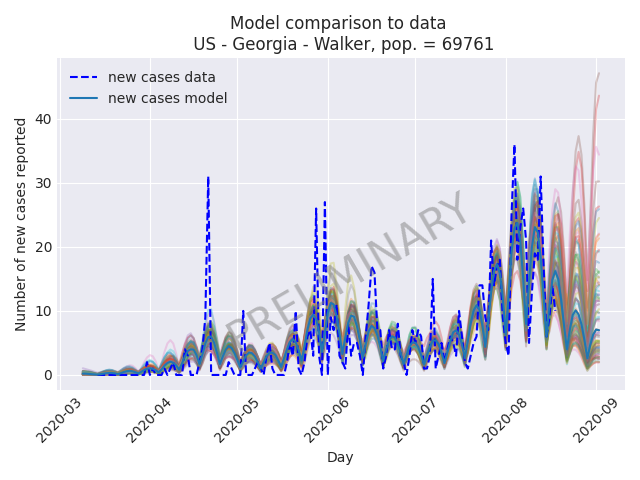 Model comparison to data
US - Georgia - Walker, pop. = 69761
new cases data
new cases model
PRELIMINARY
Number of new cases reported
40
30
20
10
0
2020-03
2020-04
2020-05
2020-06
2020-07
2020-08
2020-09
Day